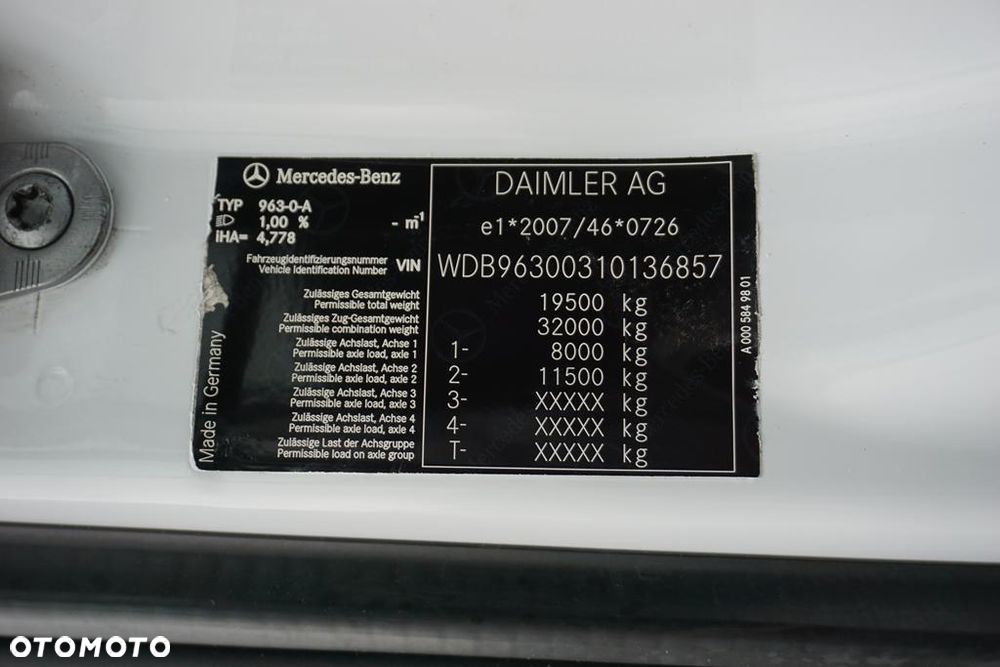 Mercedes-Benz
TYP 963-0-A
1,00 % - m-1
iHA= 4,778
DAIMLER AG
e1*2007/46*0726
Fahrzeugidentifizierungsnummer
Vehicle Identification Number VIN WDB96300310136857
Zulässiges Gesamtgewicht
Permissible total weight 19500 kg
Zulässiges Zug-Gesamtgewicht
Permissible combination weight 32000 kg
Zulässige Achslast, Achse 1
Permissible axle load, axle 1 1- 8000 kg
Zulässige Achslast, Achse 2
Permissible axle load, axle 2 2- 11500 kg
Zulässige Achslast, Achse 3
Permissible axle load, axle 3 3- XXXXX kg
Zulässige Achslast, Achse 4
Permissible axle load, axle 4 4- XXXXX kg
Zulässige Last der Achsgruppe
Permissible load on axle group T- XXXXX kg
Made in Germany
A 000 584 98 01
OTOMOTO